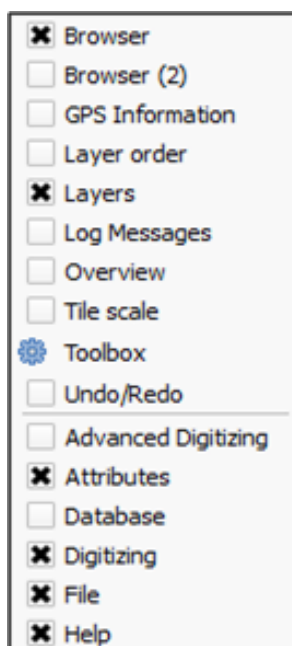 Browser
Browser (2)
GPS Information
Layer order
Layers
Log Messages
Overview
Tile scale
Toolbox
Undo/Redo
Advanced Digitizing
Attributes
Database
Digitizing
File
Help